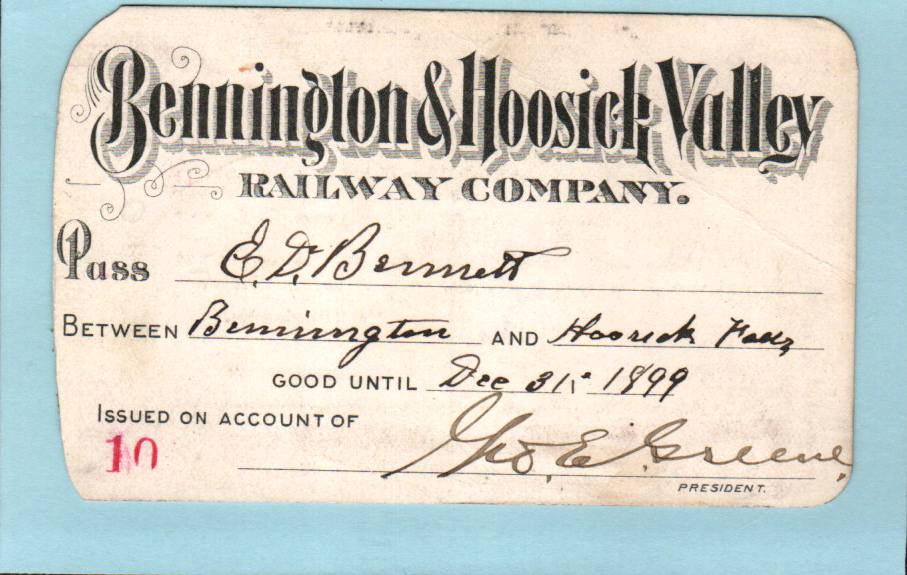 Bennington & Hoosick Valley
RAILWAY COMPANY.
Pass E. D. Bennett
BETWEEN Bennington AND Hoosick Falls
GOOD UNTIL Dec 31st 1899
ISSUED ON ACCOUNT OF
10
Geo. E. Greene,
PRESIDENT.